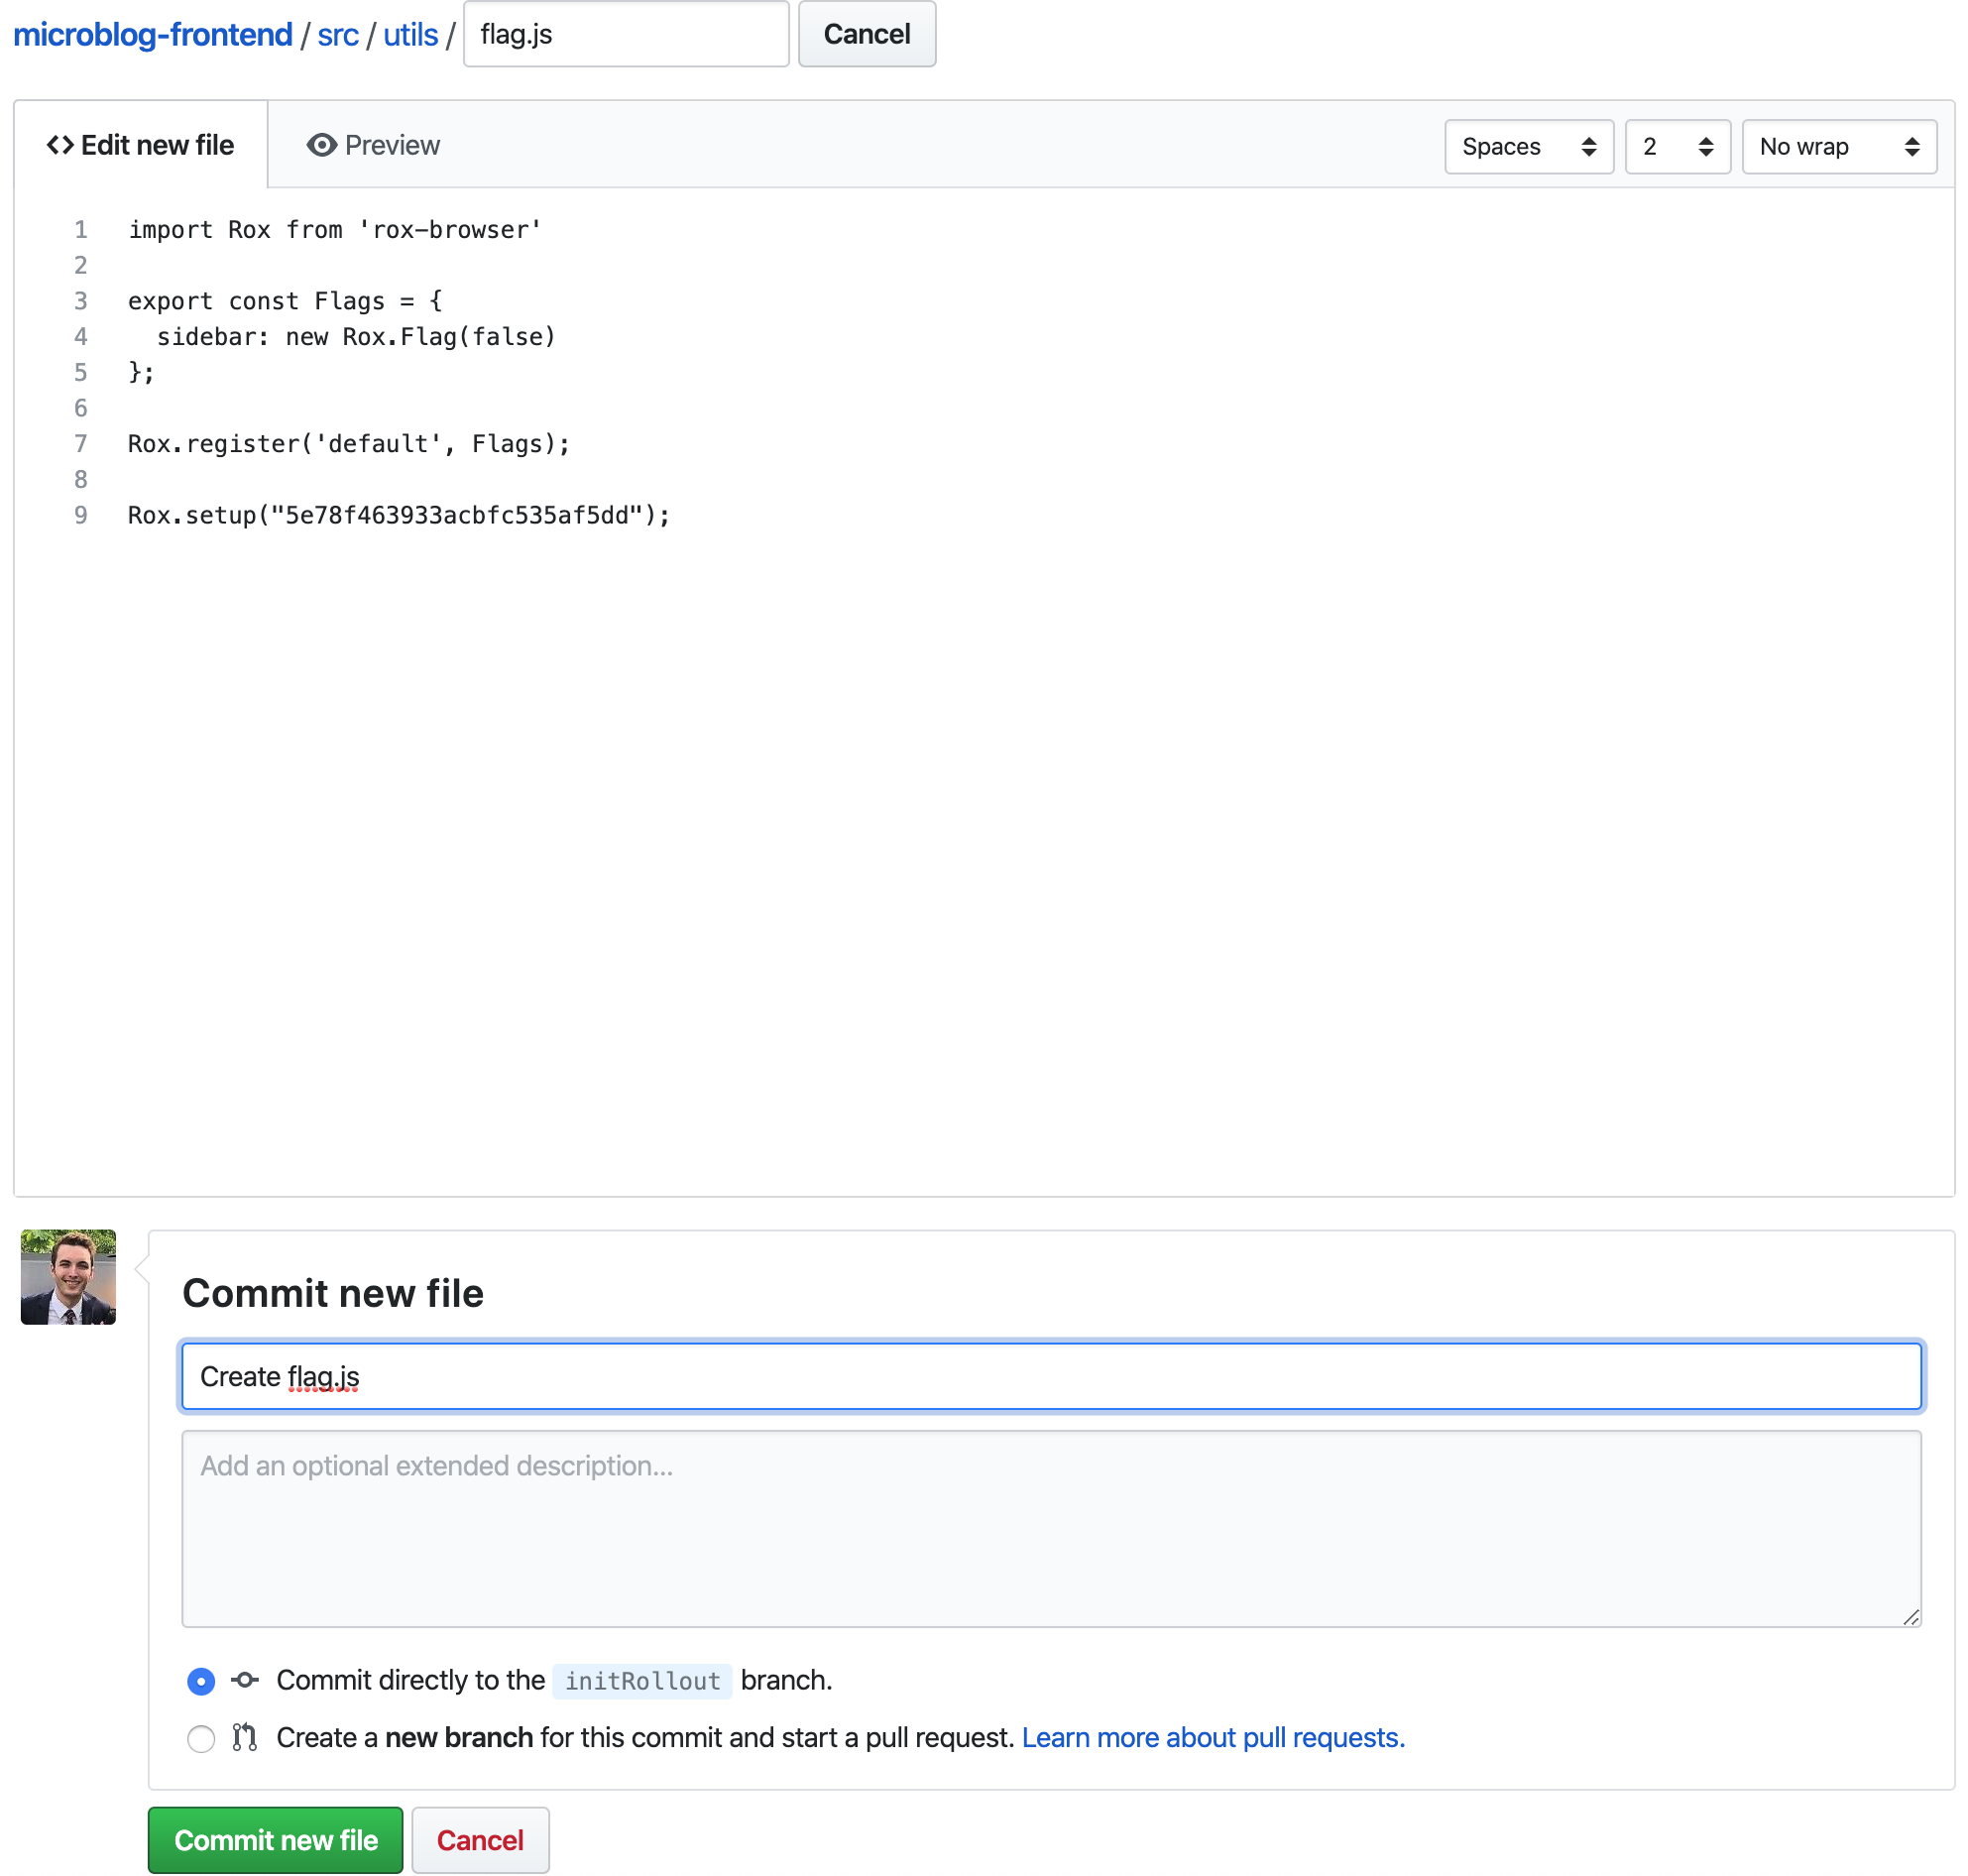 microblog-frontend / src / utils / flag.js Cancel
Edit new file Preview Spaces 2 No wrap
1 import Rox from 'rox-browser'
2
3 export const Flags = {
4   sidebar: new Rox.Flag(false)
5 };
6
7 Rox.register('default', Flags);
8
9 Rox.setup("5e78f463933acbfc535af5dd");
Commit new file
Create flag.js
Add an optional extended description...
Commit directly to the initRollout branch.
Create a new branch for this commit and start a pull request. Learn more about pull requests.
Commit new file Cancel